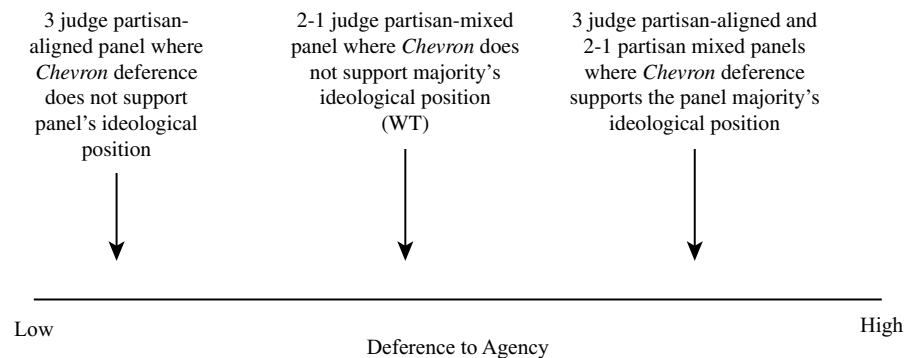 3 judge partisan-
aligned panel where
Chevron deference
does not support
panel's ideological
position
2-1 judge partisan-mixed
panel where Chevron does
not support majority's
ideological position
(WT)
3 judge partisan-aligned and
2-1 partisan mixed panels
where Chevron deference
supports the panel majority's
ideological position
Low
High
Deference to Agency